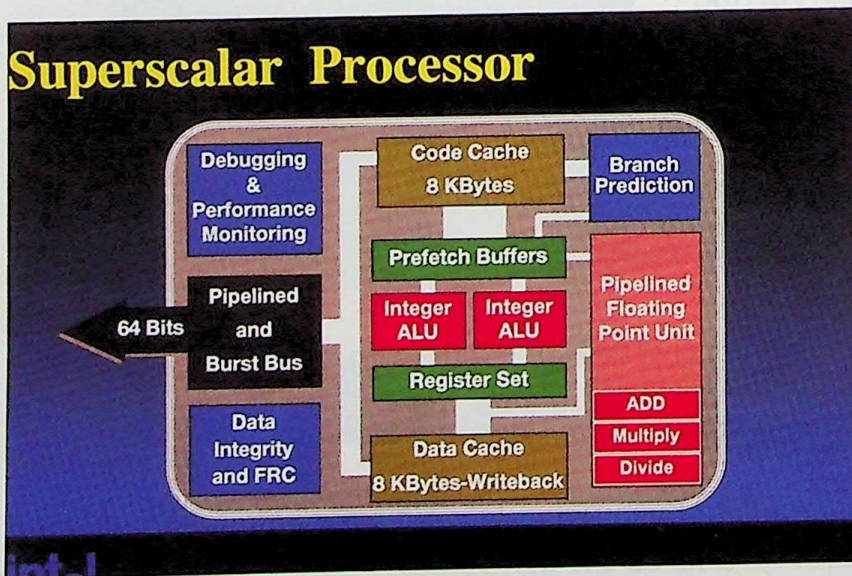 Superscalar Processor
Debugging
&
Performance
Monitoring
Code Cache
8 KBytes
Branch
Prediction
Prefetch Buffers
64 Bits
Pipelined
and
Burst Bus
Integer
ALU
Integer
ALU
Pipelined
Floating
Point Unit
Register Set
ADD
Multiply
Divide
Data
Integrity
and FRC
Data Cache
8 KBytes-Writeback
intel